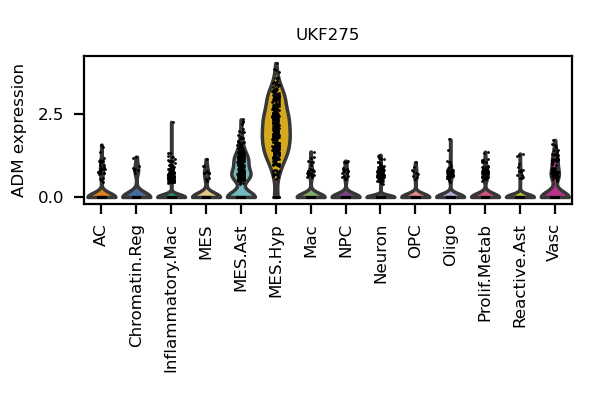 UKF275
ADM expression
2.5
0.0
AC
Chromatin.Reg
Inflammatory.Mac
MES
MES.Ast
MES.Hyp
Mac
NPC
Neuron
OPC
Oligo
Prolif.Metab
Reactive.Ast
Vasc